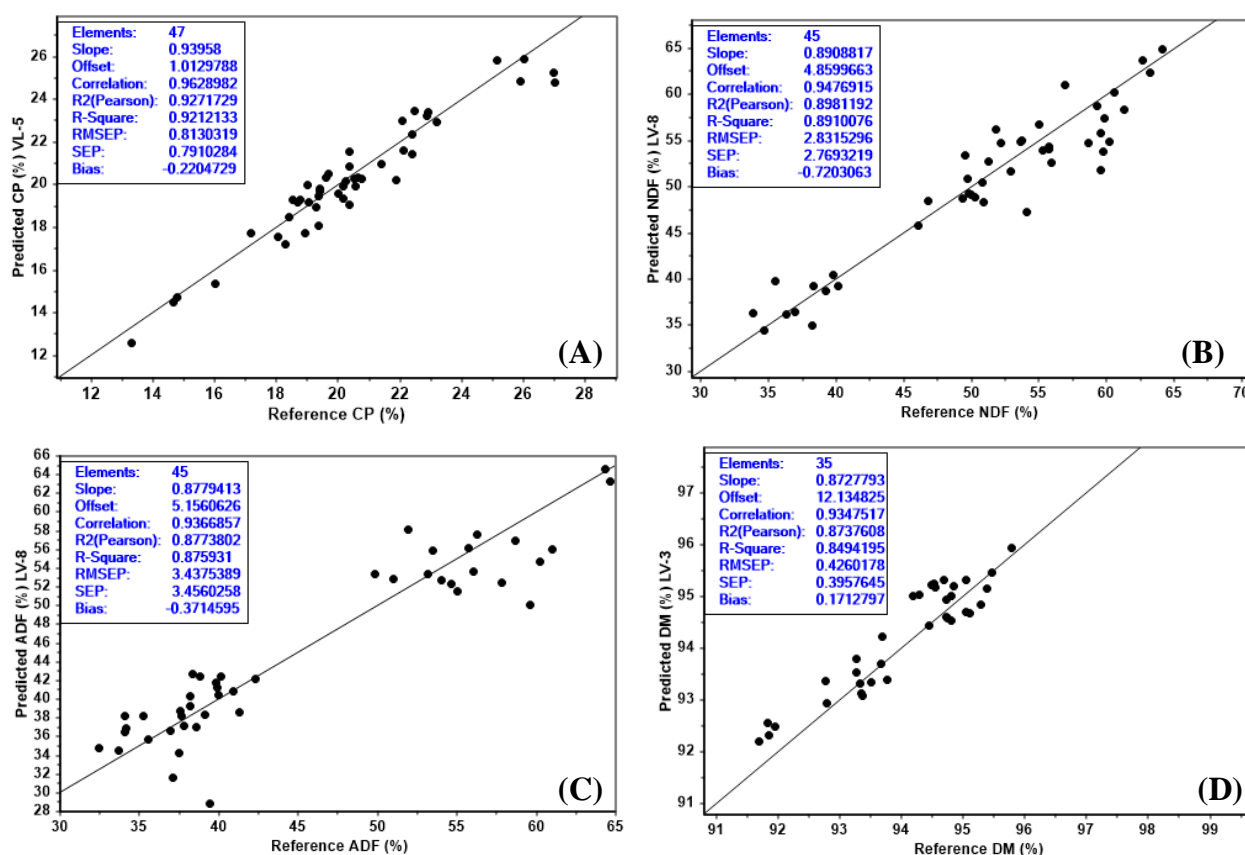 Elements: 47
Slope: 0.93958
Offset: 1.0129788
Correlation: 0.9628982
R2(Pearson): 0.9271729
R-Square: 0.9212133
RMSEP: 0.8130319
SEP: 0.7910284
Bias: -0.2204729
26
24
22
20
18
16
14
12
Predicted CP (%) VL-5
(A)
12 14 16 18 20 22 24 26 28
Reference CP (%)
Elements: 45
Slope: 0.8908817
Offset: 4.8599663
Correlation: 0.9476915
R2(Pearson): 0.8981192
R-Square: 0.8910076
RMSEP: 2.8315296
SEP: 2.7693219
Bias: -0.7203063
65
60
55
50
45
40
35
30
Predicted NDF (%) LV-8
(B)
30 35 40 45 50 55 60 65 70
Reference NDF (%)
Elements: 45
Slope: 0.8779413
Offset: 5.1560626
Correlation: 0.9366857
R2(Pearson): 0.8773802
R-Square: 0.875931
RMSEP: 3.4375389
SEP: 3.4560258
Bias: -0.3714595
66
64
62
60
58
56
54
52
50
48
46
44
42
40
38
36
34
32
30
28
Predicted ADF (%) LV-8
(C)
30 35 40 45 50 55 60 65
Reference ADF (%)
Elements: 35
Slope: 0.8727793
Offset: 12.134825
Correlation: 0.9347517
R2(Pearson): 0.8737608
R-Square: 0.8494195
RMSEP: 0.4260178
SEP: 0.3957645
Bias: 0.1712797
97
96
95
94
93
92
91
Predicted DM (%) LV-3
(D)
91 92 93 94 95 96 97 98 99
Reference DM (%)